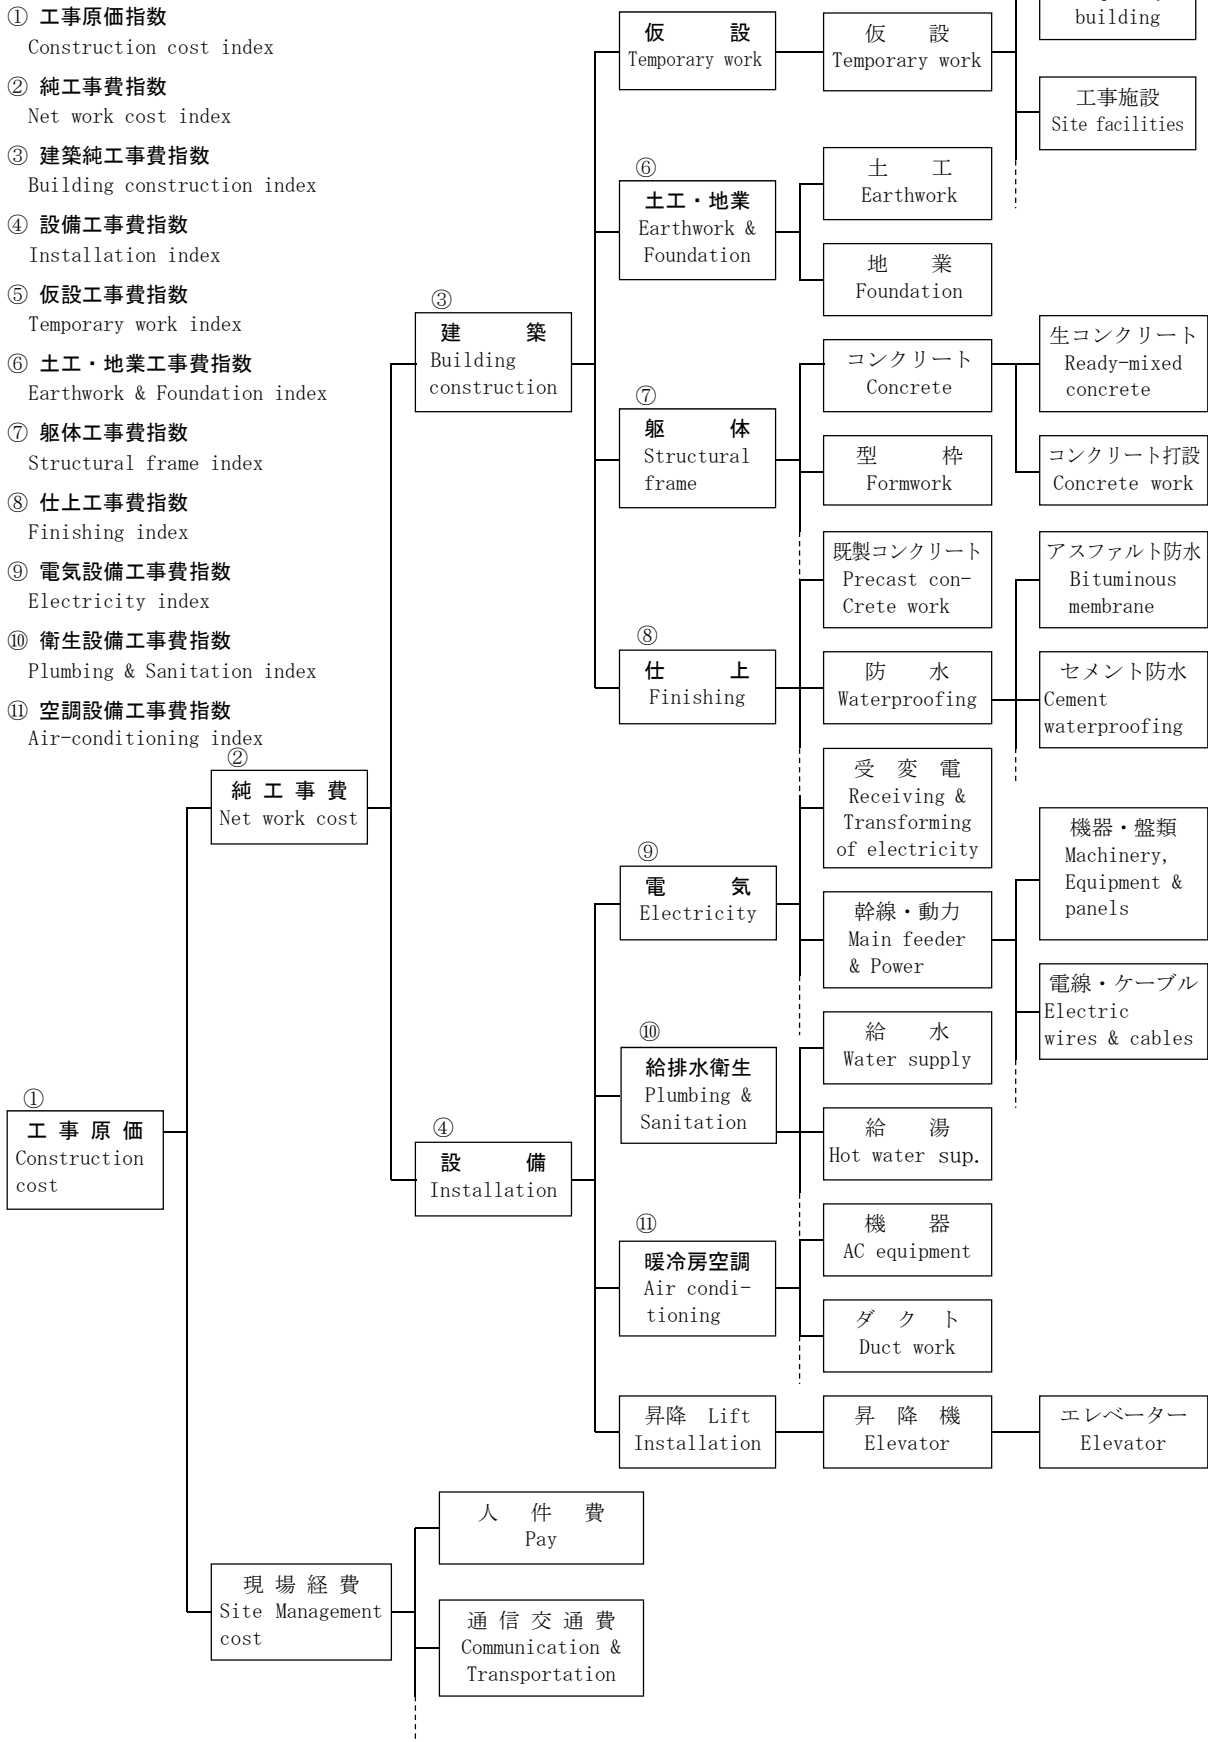 ① 工事原価指数
Construction cost index
② 純工事費指数
Net work cost index
③ 建築純工事費指数
Building construction index
④ 設備工事費指数
Installation index
⑤ 仮設工事費指数
Temporary work index
⑥ 土工・地業工事費指数
Earthwork & Foundation index
⑦ 躯体工事費指数
Structural frame index
⑧ 仕上工事費指数
Finishing index
⑨ 電気設備工事費指数
Electricity index
⑩ 衛生設備工事費指数
Plumbing & Sanitation index
⑪ 空調設備工事費指数
Air-conditioning index
①
工 事 原 価
Construction
cost
②
純 工 事 費
Net work cost
③
建 築
Building
construction
④
設 備
Installation
現 場 経 費
Site Management
cost
人 件 費
Pay
通 信 交 通 費
Communication &
Transportation
仮 設
Temporary work
⑥
土工・地業
Earthwork &
Foundation
⑦
躯 体
Structural
frame
⑧
仕 上
Finishing
⑨
電 気
Electricity
⑩
給排水衛生
Plumbing &
Sanitation
⑪
暖冷房空調
Air condi-
tioning
昇降 Lift
Installation
仮 設
Temporary work
土 工
Earthwork
地 業
Foundation
コンクリート
Concrete
型 枠
Formwork
既製コンクリート
Precast con-
Crete work
防 水
Waterproofing
受 変 電
Receiving &
Transforming
of electricity
幹線・動力
Main feeder
& Power
給 水
Water supply
給 湯
Hot water sup.
機 器
AC equipment
ダ ク ト
Duct work
昇 降 機
Elevator
building
工事施設
Site facilities
生コンクリート
Ready-mixed
concrete
コンクリート打設
Concrete work
アスファルト防水
Bituminous
membrane
セメント防水
Cement
waterproofing
機器・盤類
Machinery,
Equipment &
panels
電線・ケーブル
Electric
wires & cables
エレベーター
Elevator